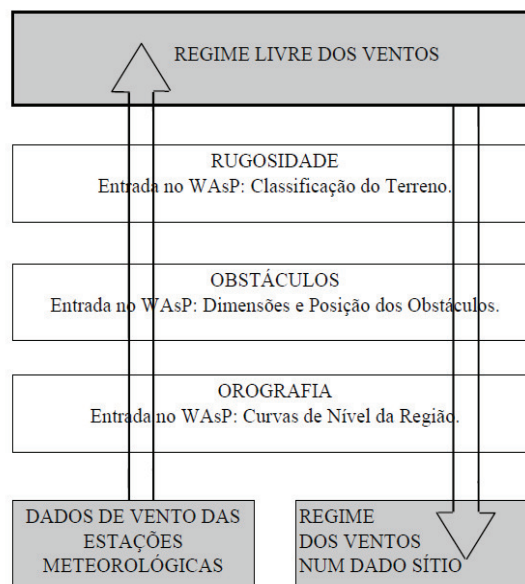 REGIME LIVRE DOS VENTOS
RUGOSIDADE
Entrada no WAsP: Classificação do Terreno.
OBSTÁCULOS
Entrada no WAsP: Dimensões e Posição dos Obstáculos.
OROGRAFIA
Entrada no WAsP: Curvas de Nível da Região.
DADOS DE VENTO DAS
ESTAÇÕES
METEOROLÓGICAS
REGIME
DOS VENTOS
NUM DADO SÍTIO